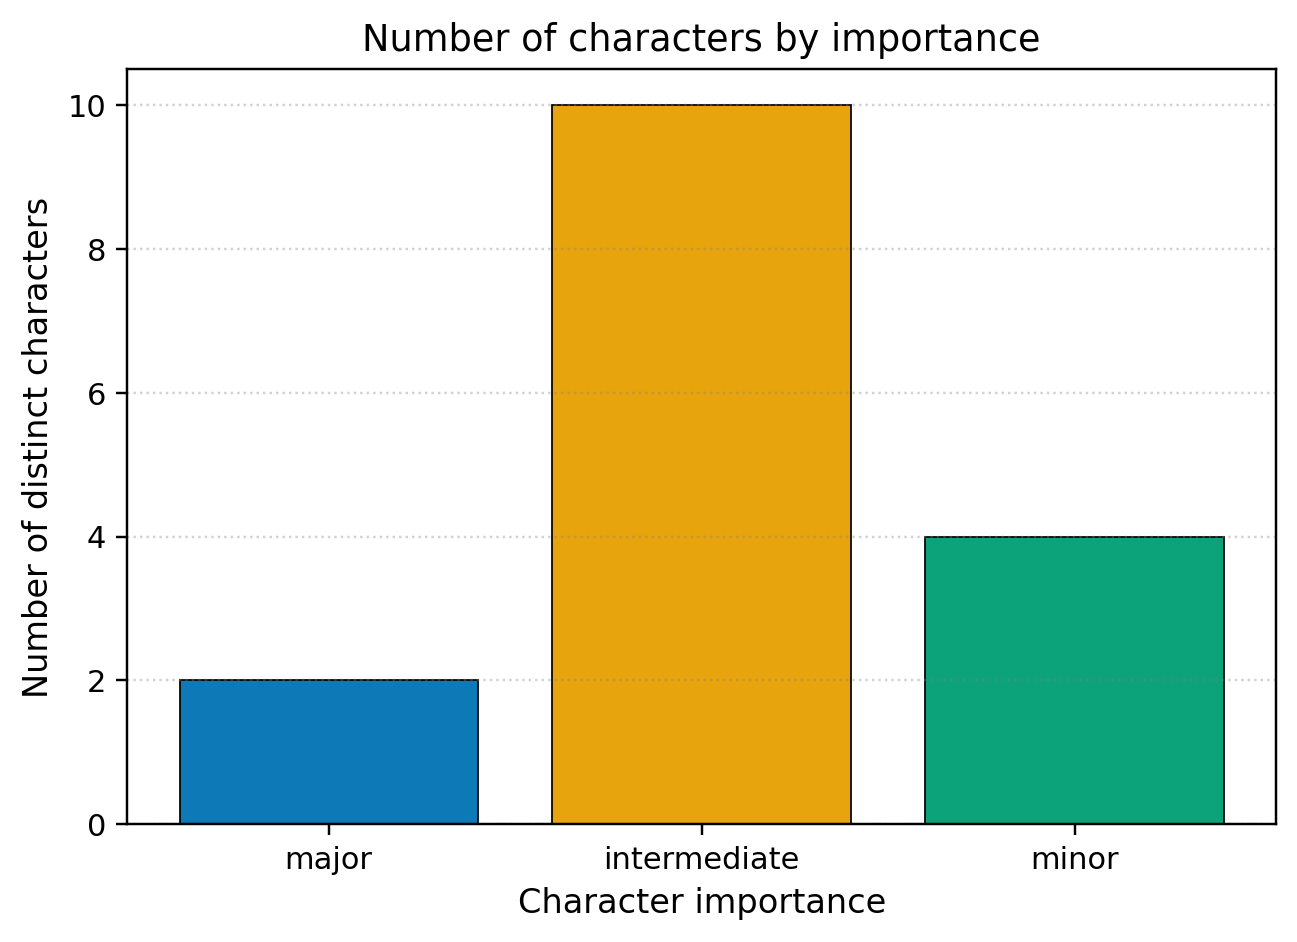 Number of characters by importance
Number of distinct characters
10
8
6
4
2
0
major
intermediate
minor
Character importance